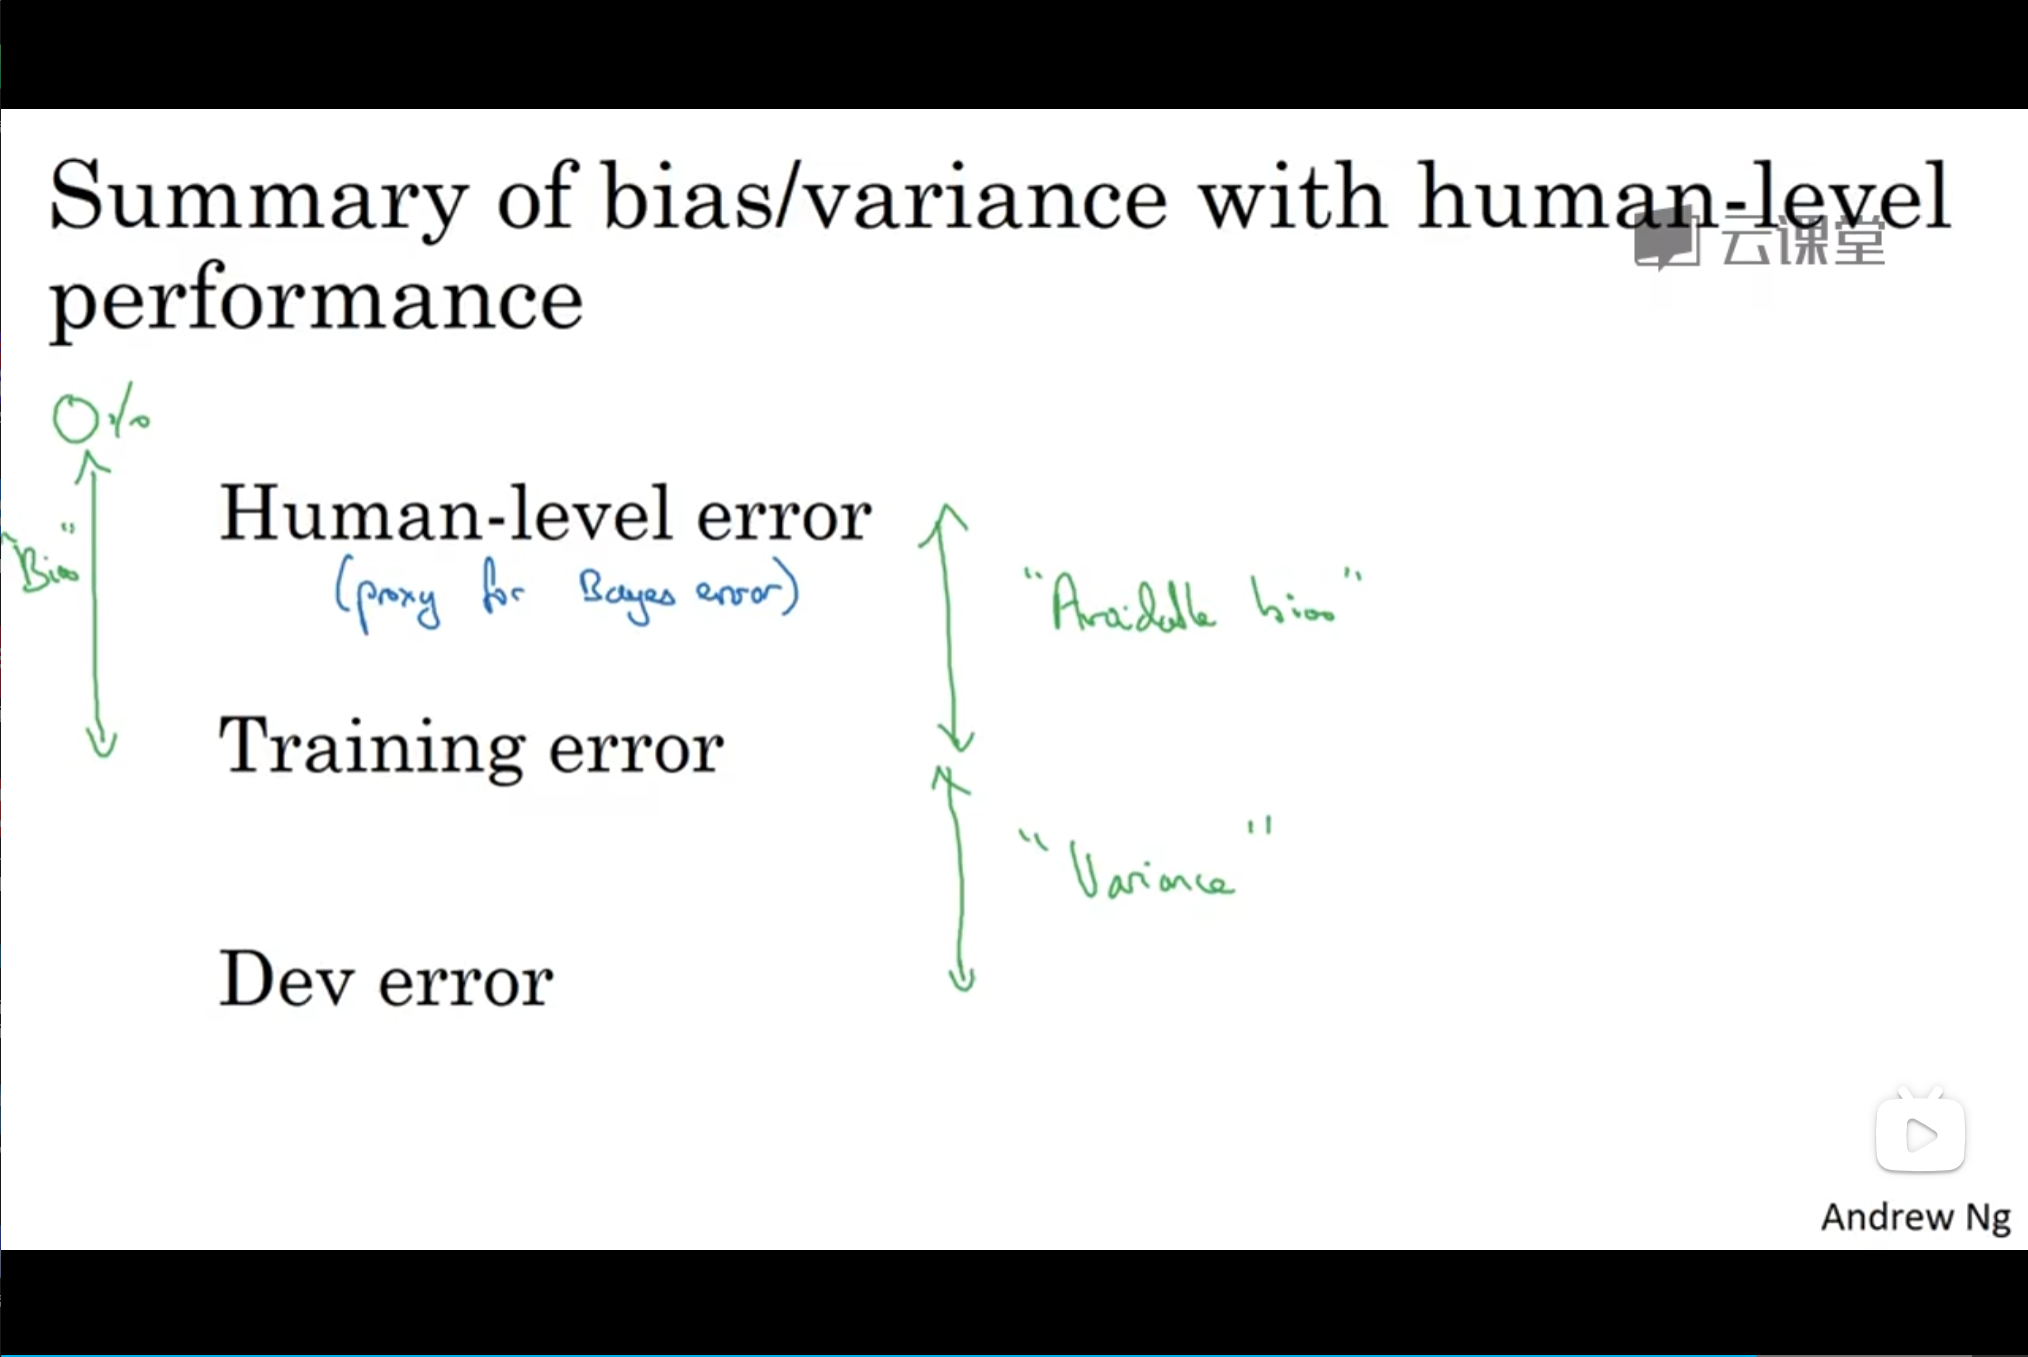 Summary of bias/variance with human-level
performance
云课堂
0%
Human-level error
(proxy for Bayes error)
"Bias"
"Avoidable bias"
Training error
"Variance"
Dev error
Andrew Ng